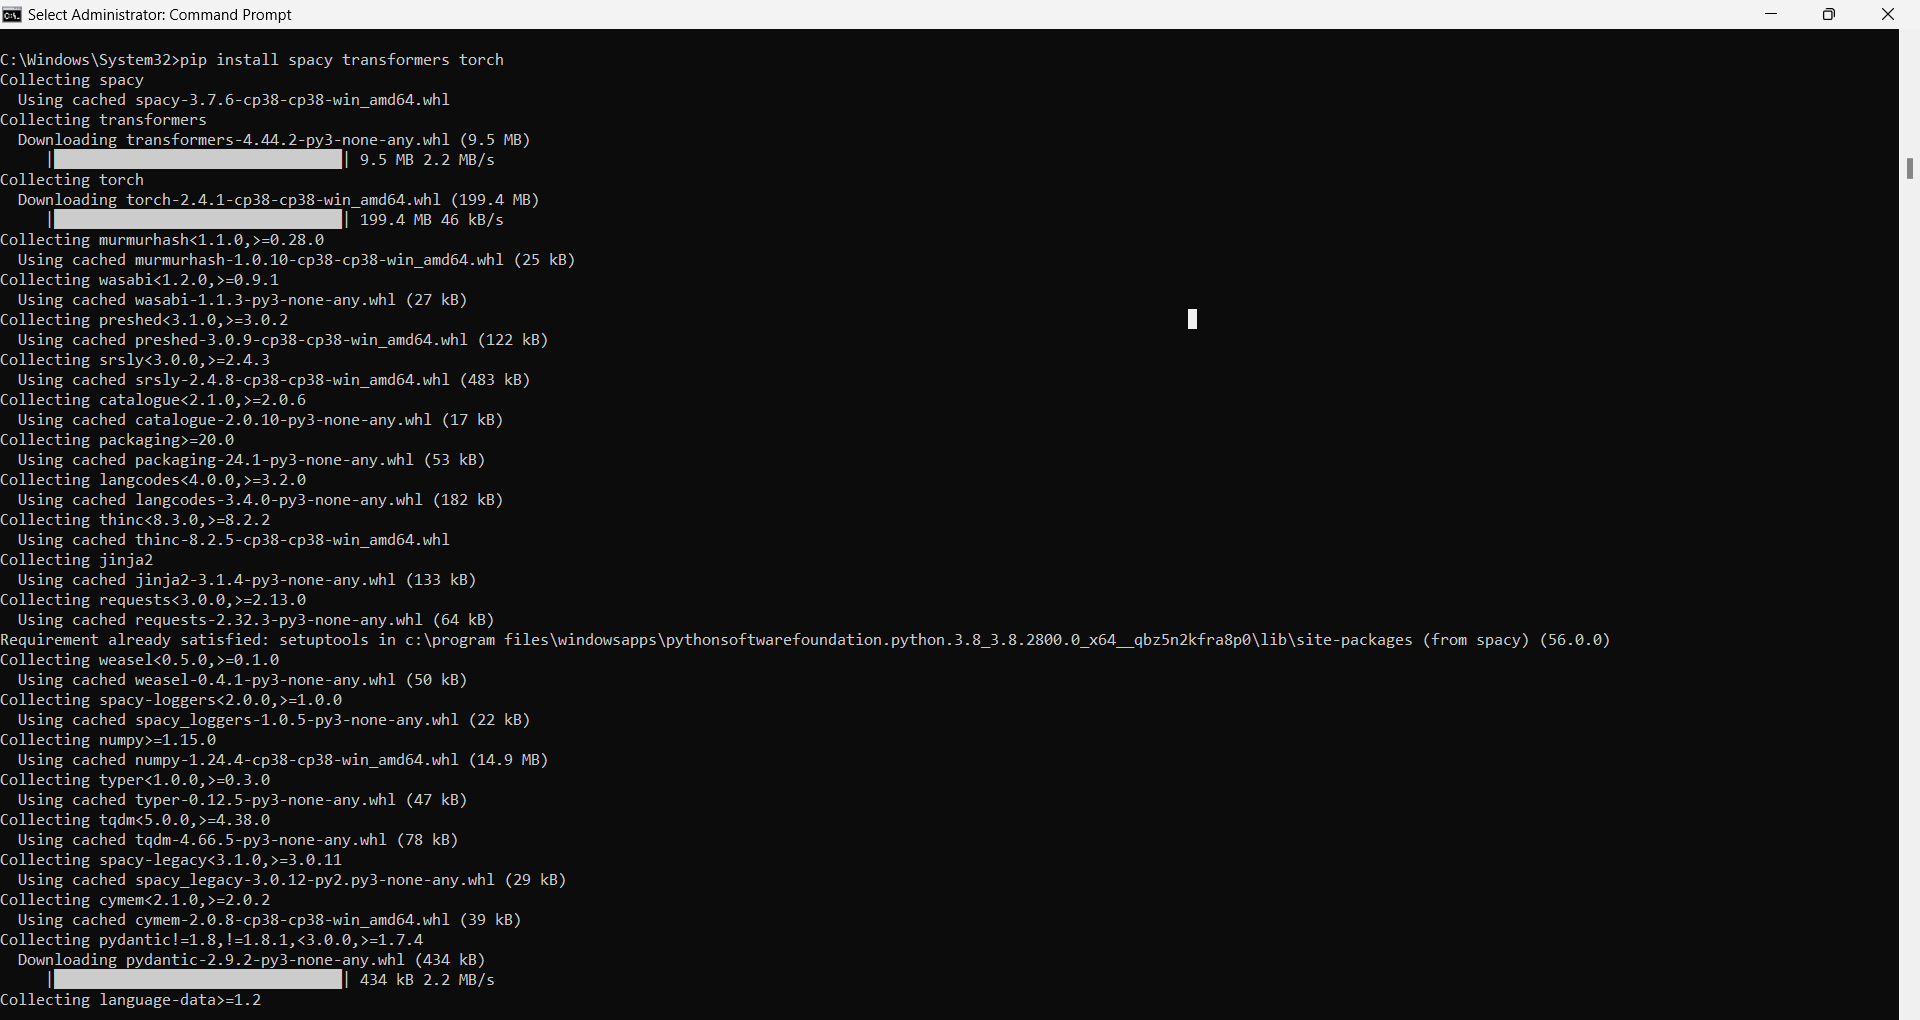 Select Administrator: Command Prompt
C:\Windows\System32>pip install spacy transformers torch
Collecting spacy
  Using cached spacy-3.7.6-cp38-cp38-win_amd64.whl
Collecting transformers
  Downloading transformers-4.44.2-py3-none-any.whl (9.5 MB)
     |████████████████████████████████| 9.5 MB 2.2 MB/s
Collecting torch
  Downloading torch-2.4.1-cp38-cp38-win_amd64.whl (199.4 MB)
     |████████████████████████████████| 199.4 MB 46 kB/s
Collecting murmurhash<1.1.0,>=0.28.0
  Using cached murmurhash-1.0.10-cp38-cp38-win_amd64.whl (25 kB)
Collecting wasabi<1.2.0,>=0.9.1
  Using cached wasabi-1.1.3-py3-none-any.whl (27 kB)
Collecting preshed<3.1.0,>=3.0.2
  Using cached preshed-3.0.9-cp38-cp38-win_amd64.whl (122 kB)
Collecting srsly<3.0.0,>=2.4.3
  Using cached srsly-2.4.8-cp38-cp38-win_amd64.whl (483 kB)
Collecting catalogue<2.1.0,>=2.0.6
  Using cached catalogue-2.0.10-py3-none-any.whl (17 kB)
Collecting packaging>=20.0
  Using cached packaging-24.1-py3-none-any.whl (53 kB)
Collecting langcodes<4.0.0,>=3.2.0
  Using cached langcodes-3.4.0-py3-none-any.whl (182 kB)
Collecting thinc<8.3.0,>=8.2.2
  Using cached thinc-8.2.5-cp38-cp38-win_amd64.whl
Collecting jinja2
  Using cached jinja2-3.1.4-py3-none-any.whl (133 kB)
Collecting requests<3.0.0,>=2.13.0
  Using cached requests-2.32.3-py3-none-any.whl (64 kB)
Requirement already satisfied: setuptools in c:\program files\windowsapps\pythonsoftwarefoundation.python.3.8_3.8.2800.0_x64__qbz5n2kfra8p0\lib\site-packages (from spacy) (56.0.0)
Collecting weasel<0.5.0,>=0.1.0
  Using cached weasel-0.4.1-py3-none-any.whl (50 kB)
Collecting spacy-loggers<2.0.0,>=1.0.0
  Using cached spacy_loggers-1.0.5-py3-none-any.whl (22 kB)
Collecting numpy>=1.15.0
  Using cached numpy-1.24.4-cp38-cp38-win_amd64.whl (14.9 MB)
Collecting typer<1.0.0,>=0.3.0
  Using cached typer-0.12.5-py3-none-any.whl (47 kB)
Collecting tqdm<5.0.0,>=4.38.0
  Using cached tqdm-4.66.5-py3-none-any.whl (78 kB)
Collecting spacy-legacy<3.1.0,>=3.0.11
  Using cached spacy_legacy-3.0.12-py2.py3-none-any.whl (29 kB)
Collecting cymem<2.1.0,>=2.0.2
  Using cached cymem-2.0.8-cp38-cp38-win_amd64.whl (39 kB)
Collecting pydantic!=1.8,!=1.8.1,<3.0.0,>=1.7.4
  Downloading pydantic-2.9.2-py3-none-any.whl (434 kB)
     |████████████████████████████████| 434 kB 2.2 MB/s
Collecting language-data>=1.2